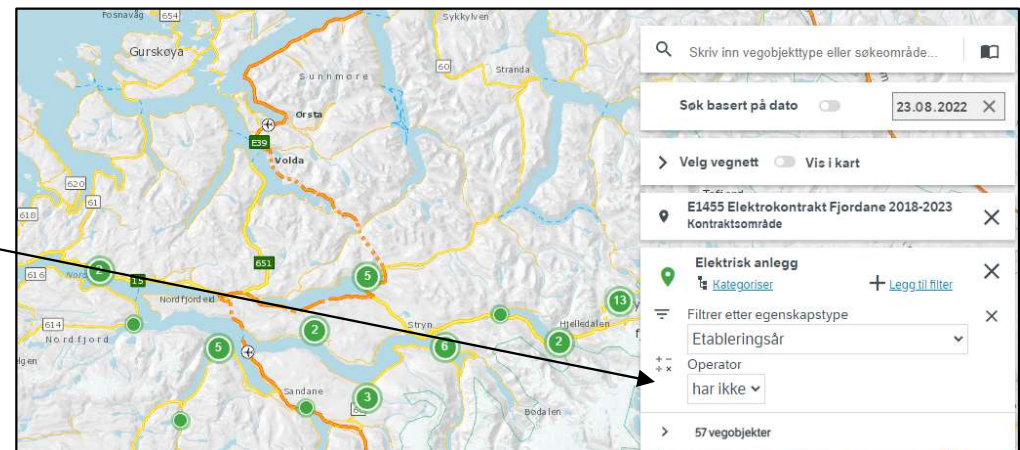 Fosnavåg
654
Sykkylven
Gurskøya
60
Stranda
Sunnmøre
Ørsta
E39
Volda
620
61
618
651
616
2
15
5
Nordfjordeid
13
614
Nordfjord
2
Stryn
Hjelledalen
5
6
2
Sandane
3
Bødalen
Skriv inn vegobjekttype eller søkeområde...
Søk basert på dato
23.08.2022
Velg vegnett Vis i kart
E1455 Elektrokontrakt Fjordane 2018-2023
Kontraktsområde
Elektrisk anlegg
Kategoriser Legg til filter
Filtrer etter egenskapstype
Etableringsår
Operator
har ikke
57 vegobjekter